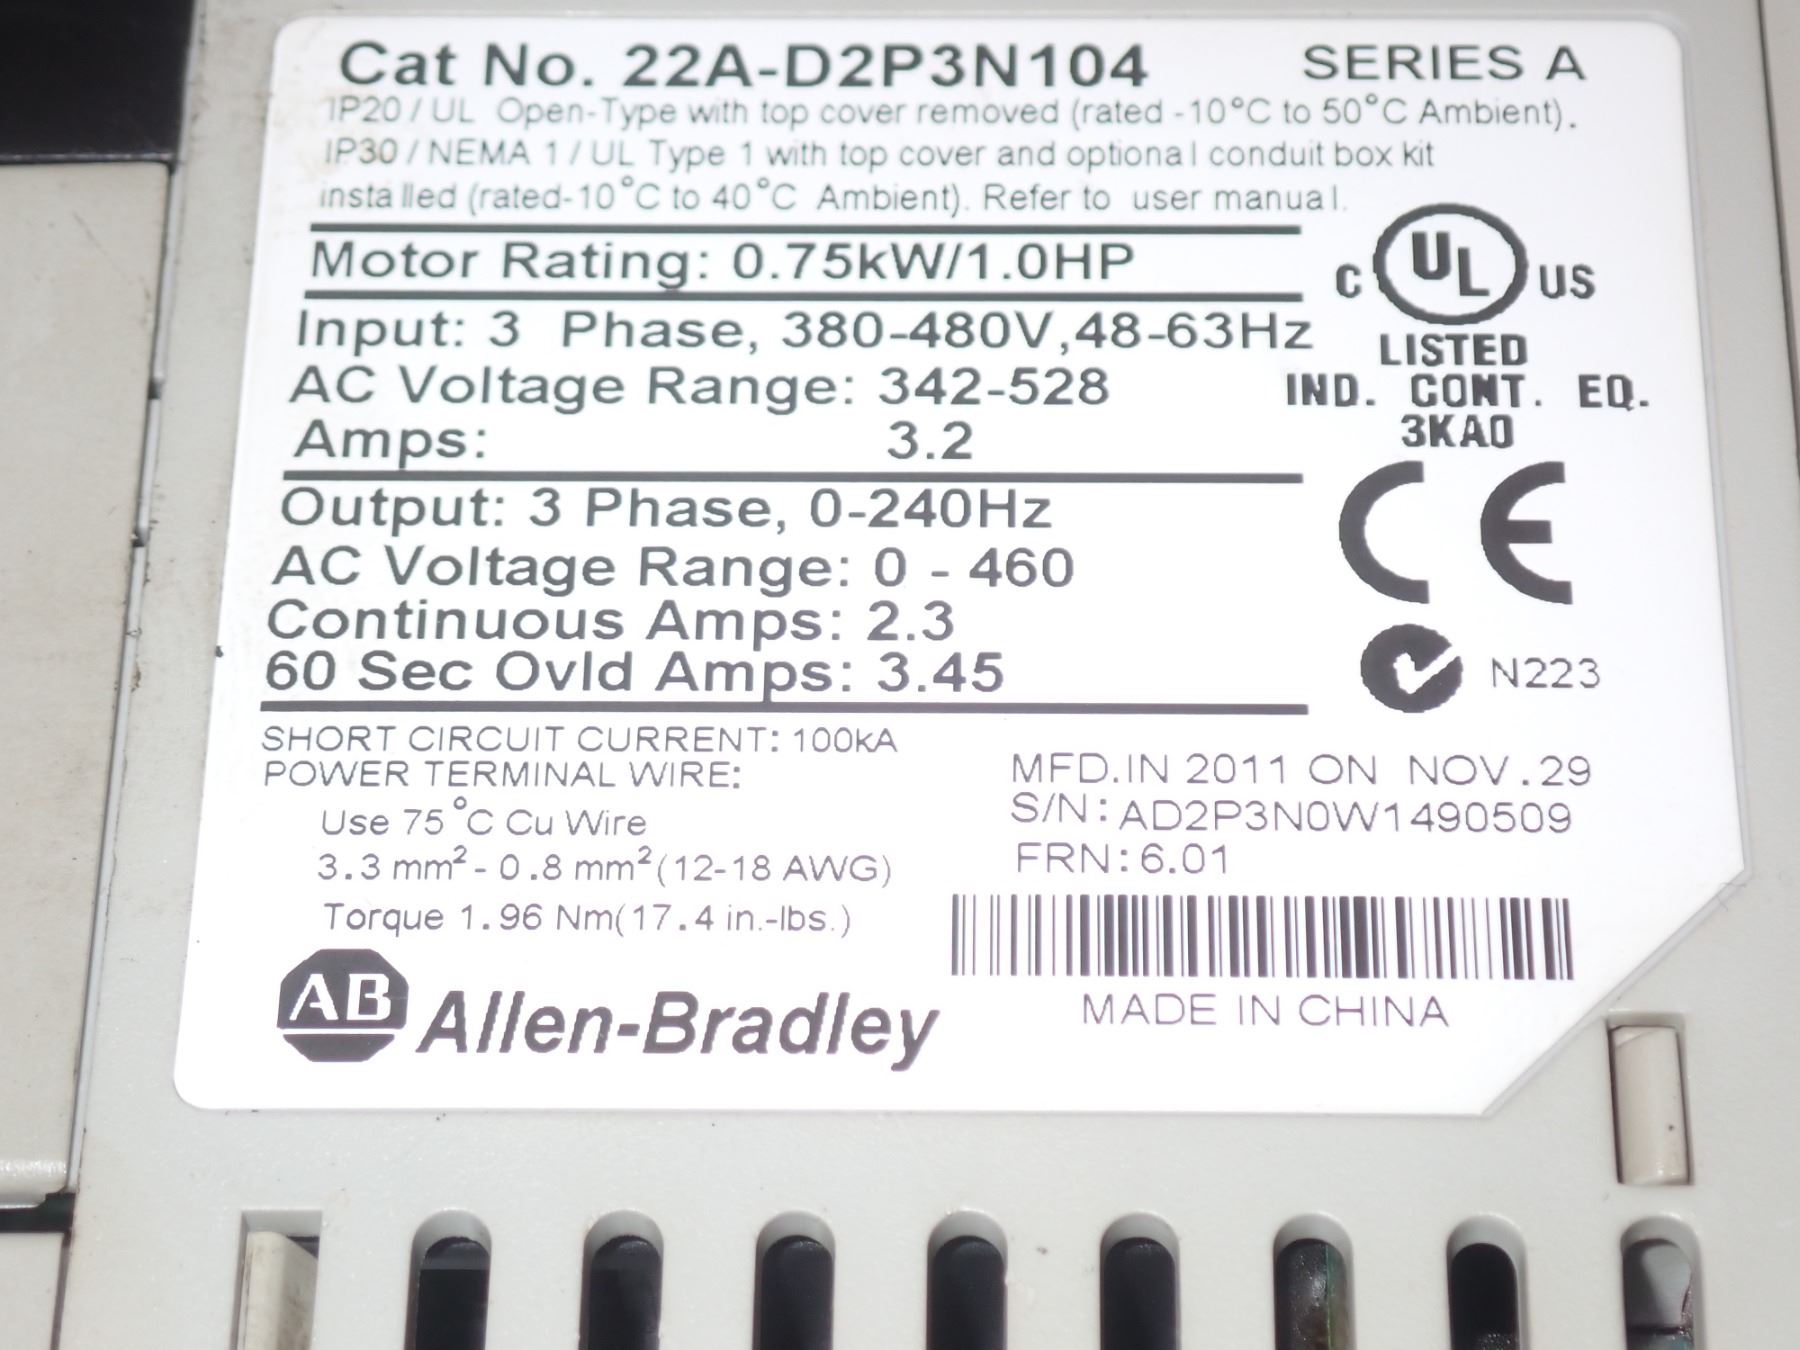 Cat No. 22A-D2P3N104 SERIES A
IP20 / UL Open-Type with top cover removed (rated -10°C to 50°C Ambient).
IP30 / NEMA 1 / UL Type 1 with top cover and optional conduit box kit
installed (rated-10°C to 40°C Ambient). Refer to user manual.
Motor Rating: 0.75kW/1.0HP
C UL US
Input: 3 Phase, 380-480V,48-63Hz
LISTED
AC Voltage Range: 342-528
IND. CONT. EQ.
Amps: 3.2
3KA0
Output: 3 Phase, 0-240Hz
CE
AC Voltage Range: 0 - 460
Continuous Amps: 2.3
60 Sec Ovld Amps: 3.45
N223
SHORT CIRCUIT CURRENT: 100kA
POWER TERMINAL WIRE:
Use 75°C Cu Wire
3.3 mm² - 0.8 mm² (12-18 AWG)
Torque 1.96 Nm(17.4 in.-lbs.)
MFD.IN 2011 ON NOV.29
S/N: AD2P3N0W1490509
FRN: 6.01
MADE IN CHINA
AB Allen-Bradley